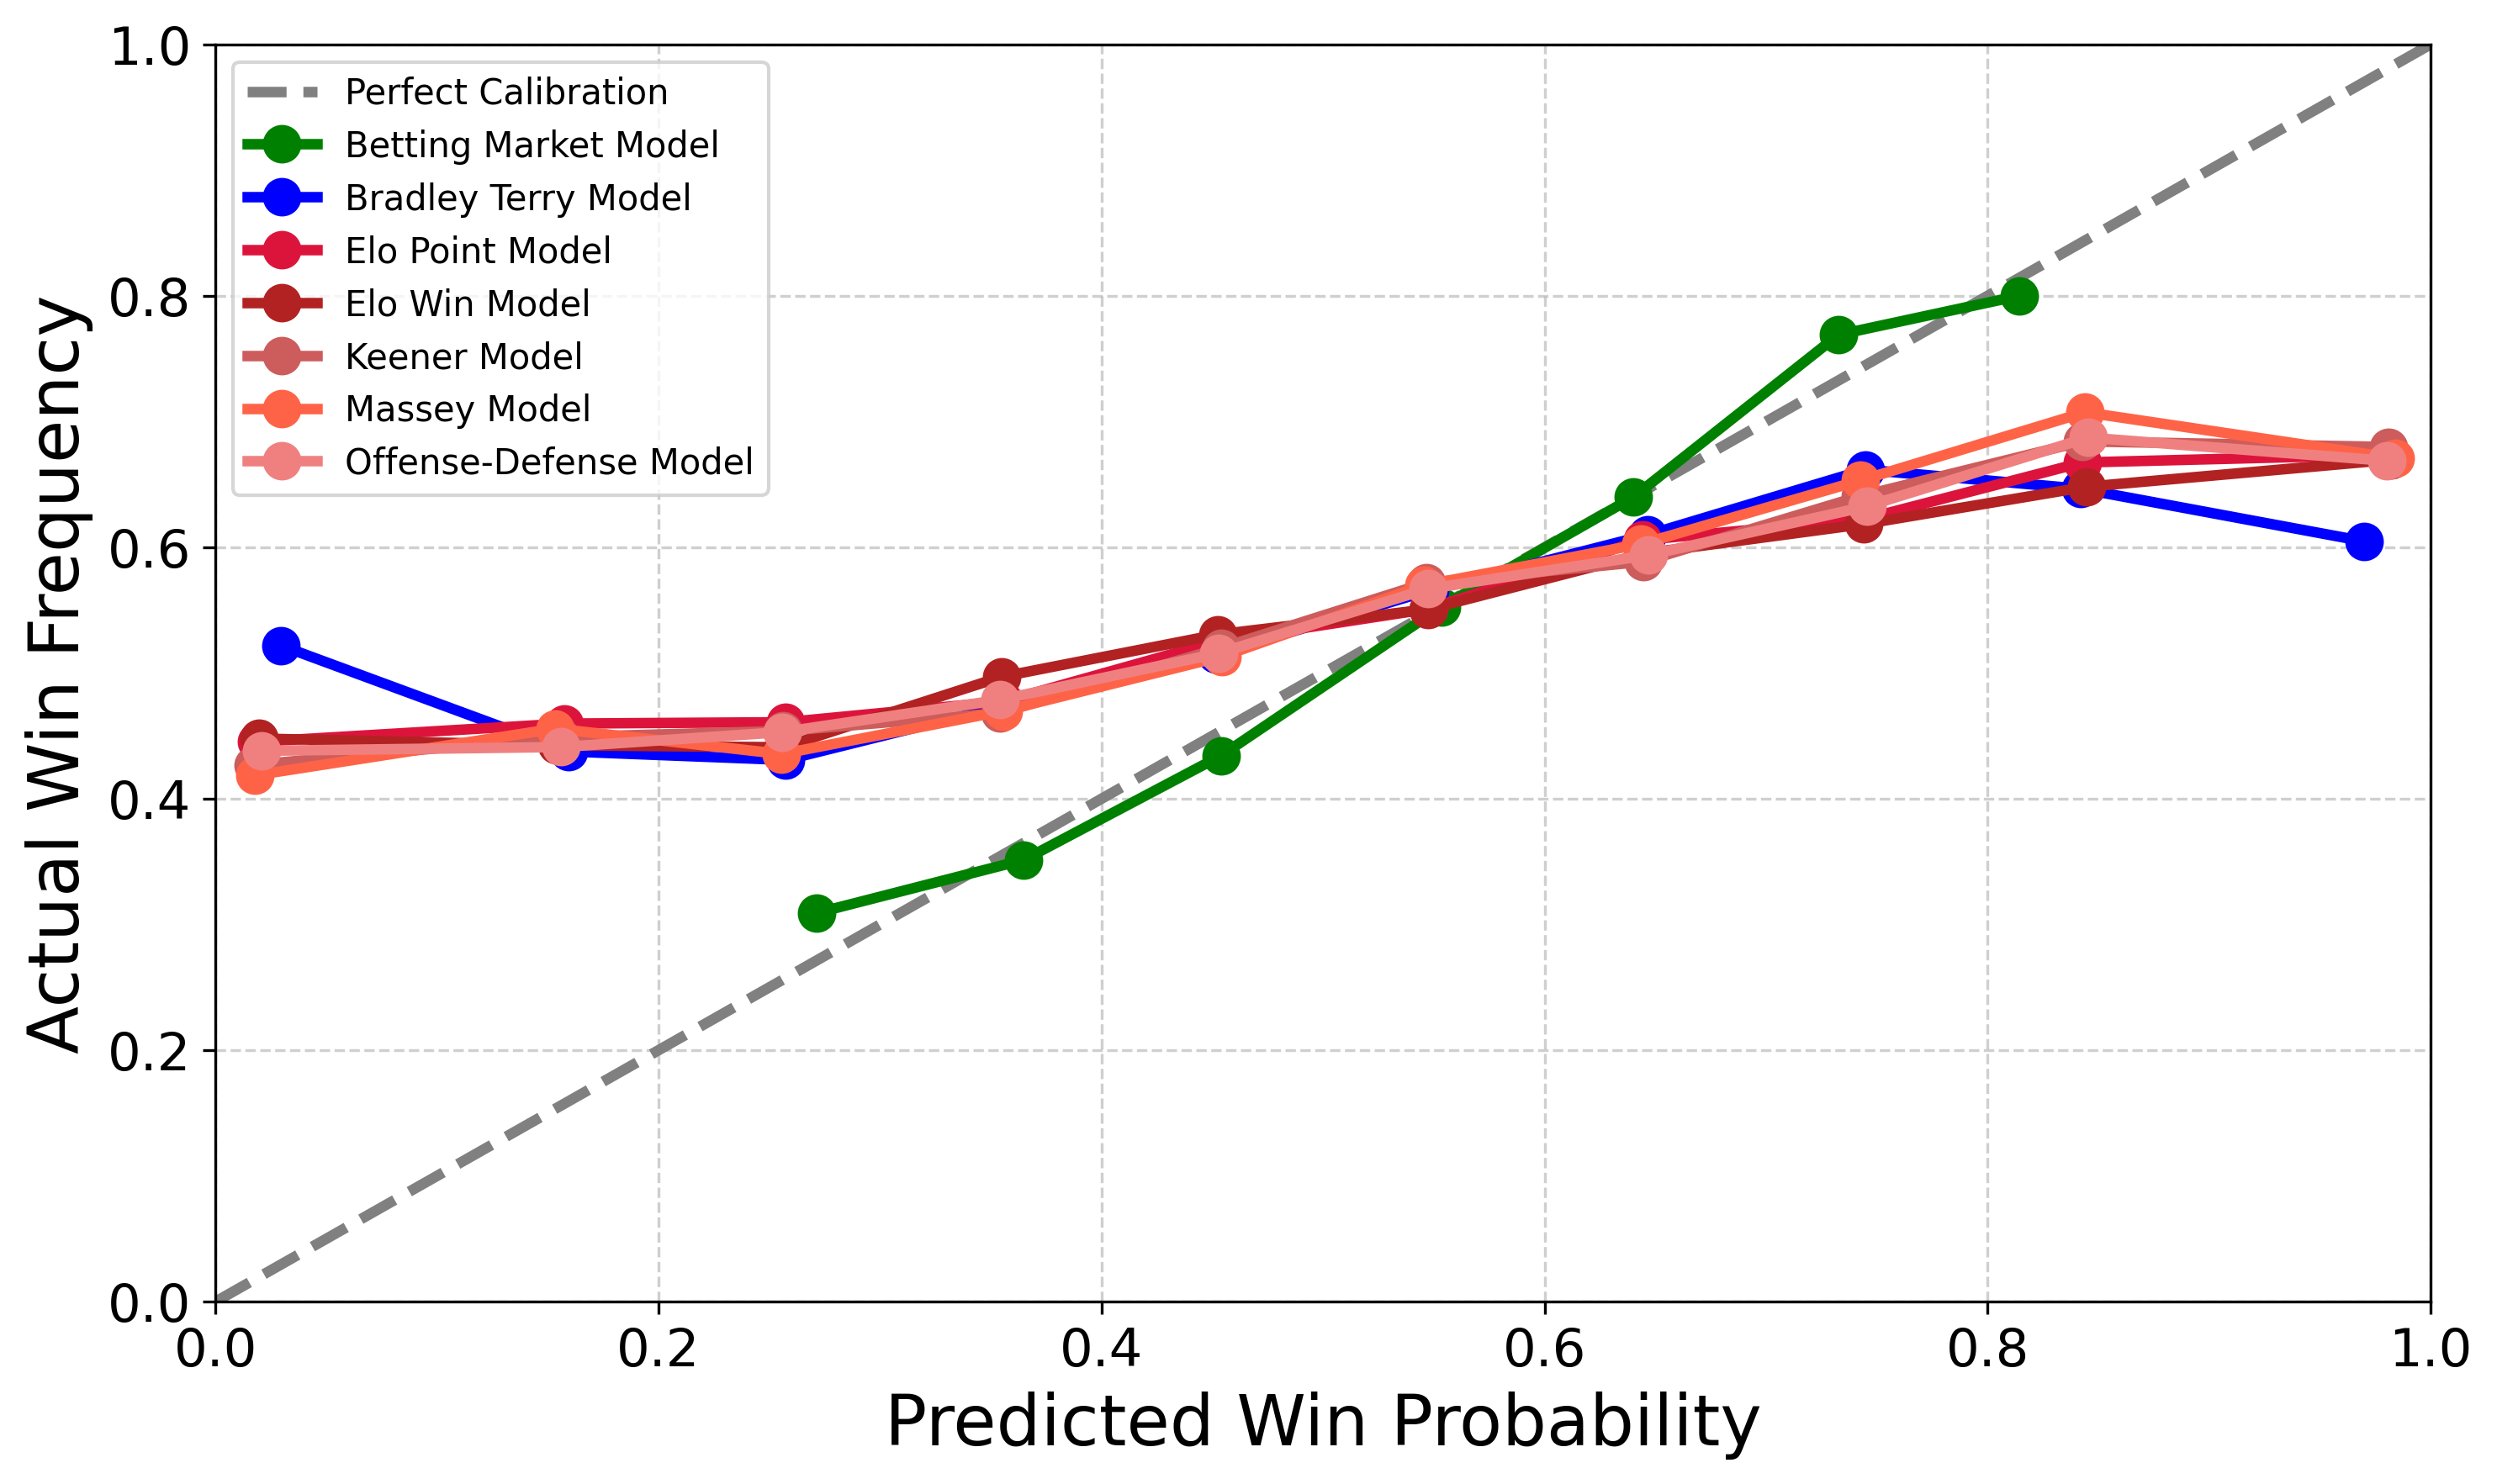 Actual Win Frequency
1.0
0.8
0.6
0.4
0.2
0.0
Perfect Calibration
Betting Market Model
Bradley Terry Model
Elo Point Model
Elo Win Model
Keener Model
Massey Model
Offense-Defense Model
0.0 0.2 0.4 0.6 0.8 1.0
Predicted Win Probability